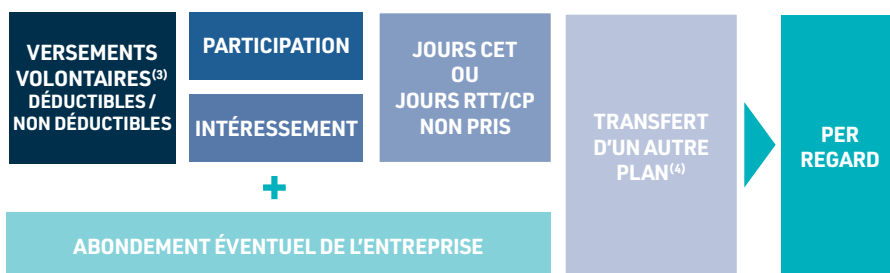 VERSEMENTS
VOLONTAIRES(3)
DÉDUCTIBLES /
NON DÉDUCTIBLES
PARTICIPATION
INTÉRESSEMENT
JOURS CET
OU
JOURS RTT/CP
NON PRIS
+
ABONDEMENT ÉVENTUEL DE L'ENTREPRISE
TRANSFERT
D'UN AUTRE
PLAN(4)
PER
REGARD